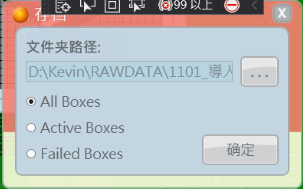 99 以上
存档
文件夹路径:
D:\Kevin\RAWDATA\1101_導入
...
All Boxes
Active Boxes
Failed Boxes
确定